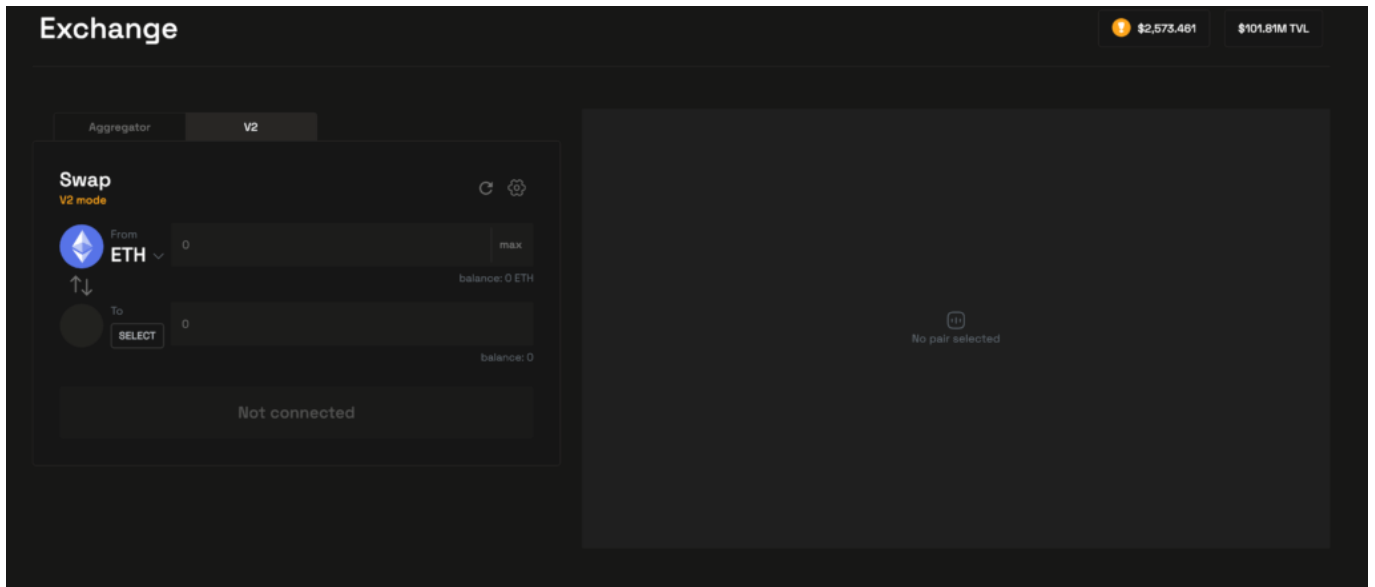 Exchange
$2,573.461
$101.81M TVL
Aggregator
V2
Swap
V2 mode
From
ETH
0
max
balance: 0 ETH
To
SELECT
0
balance: 0
Not connected
No pair selected